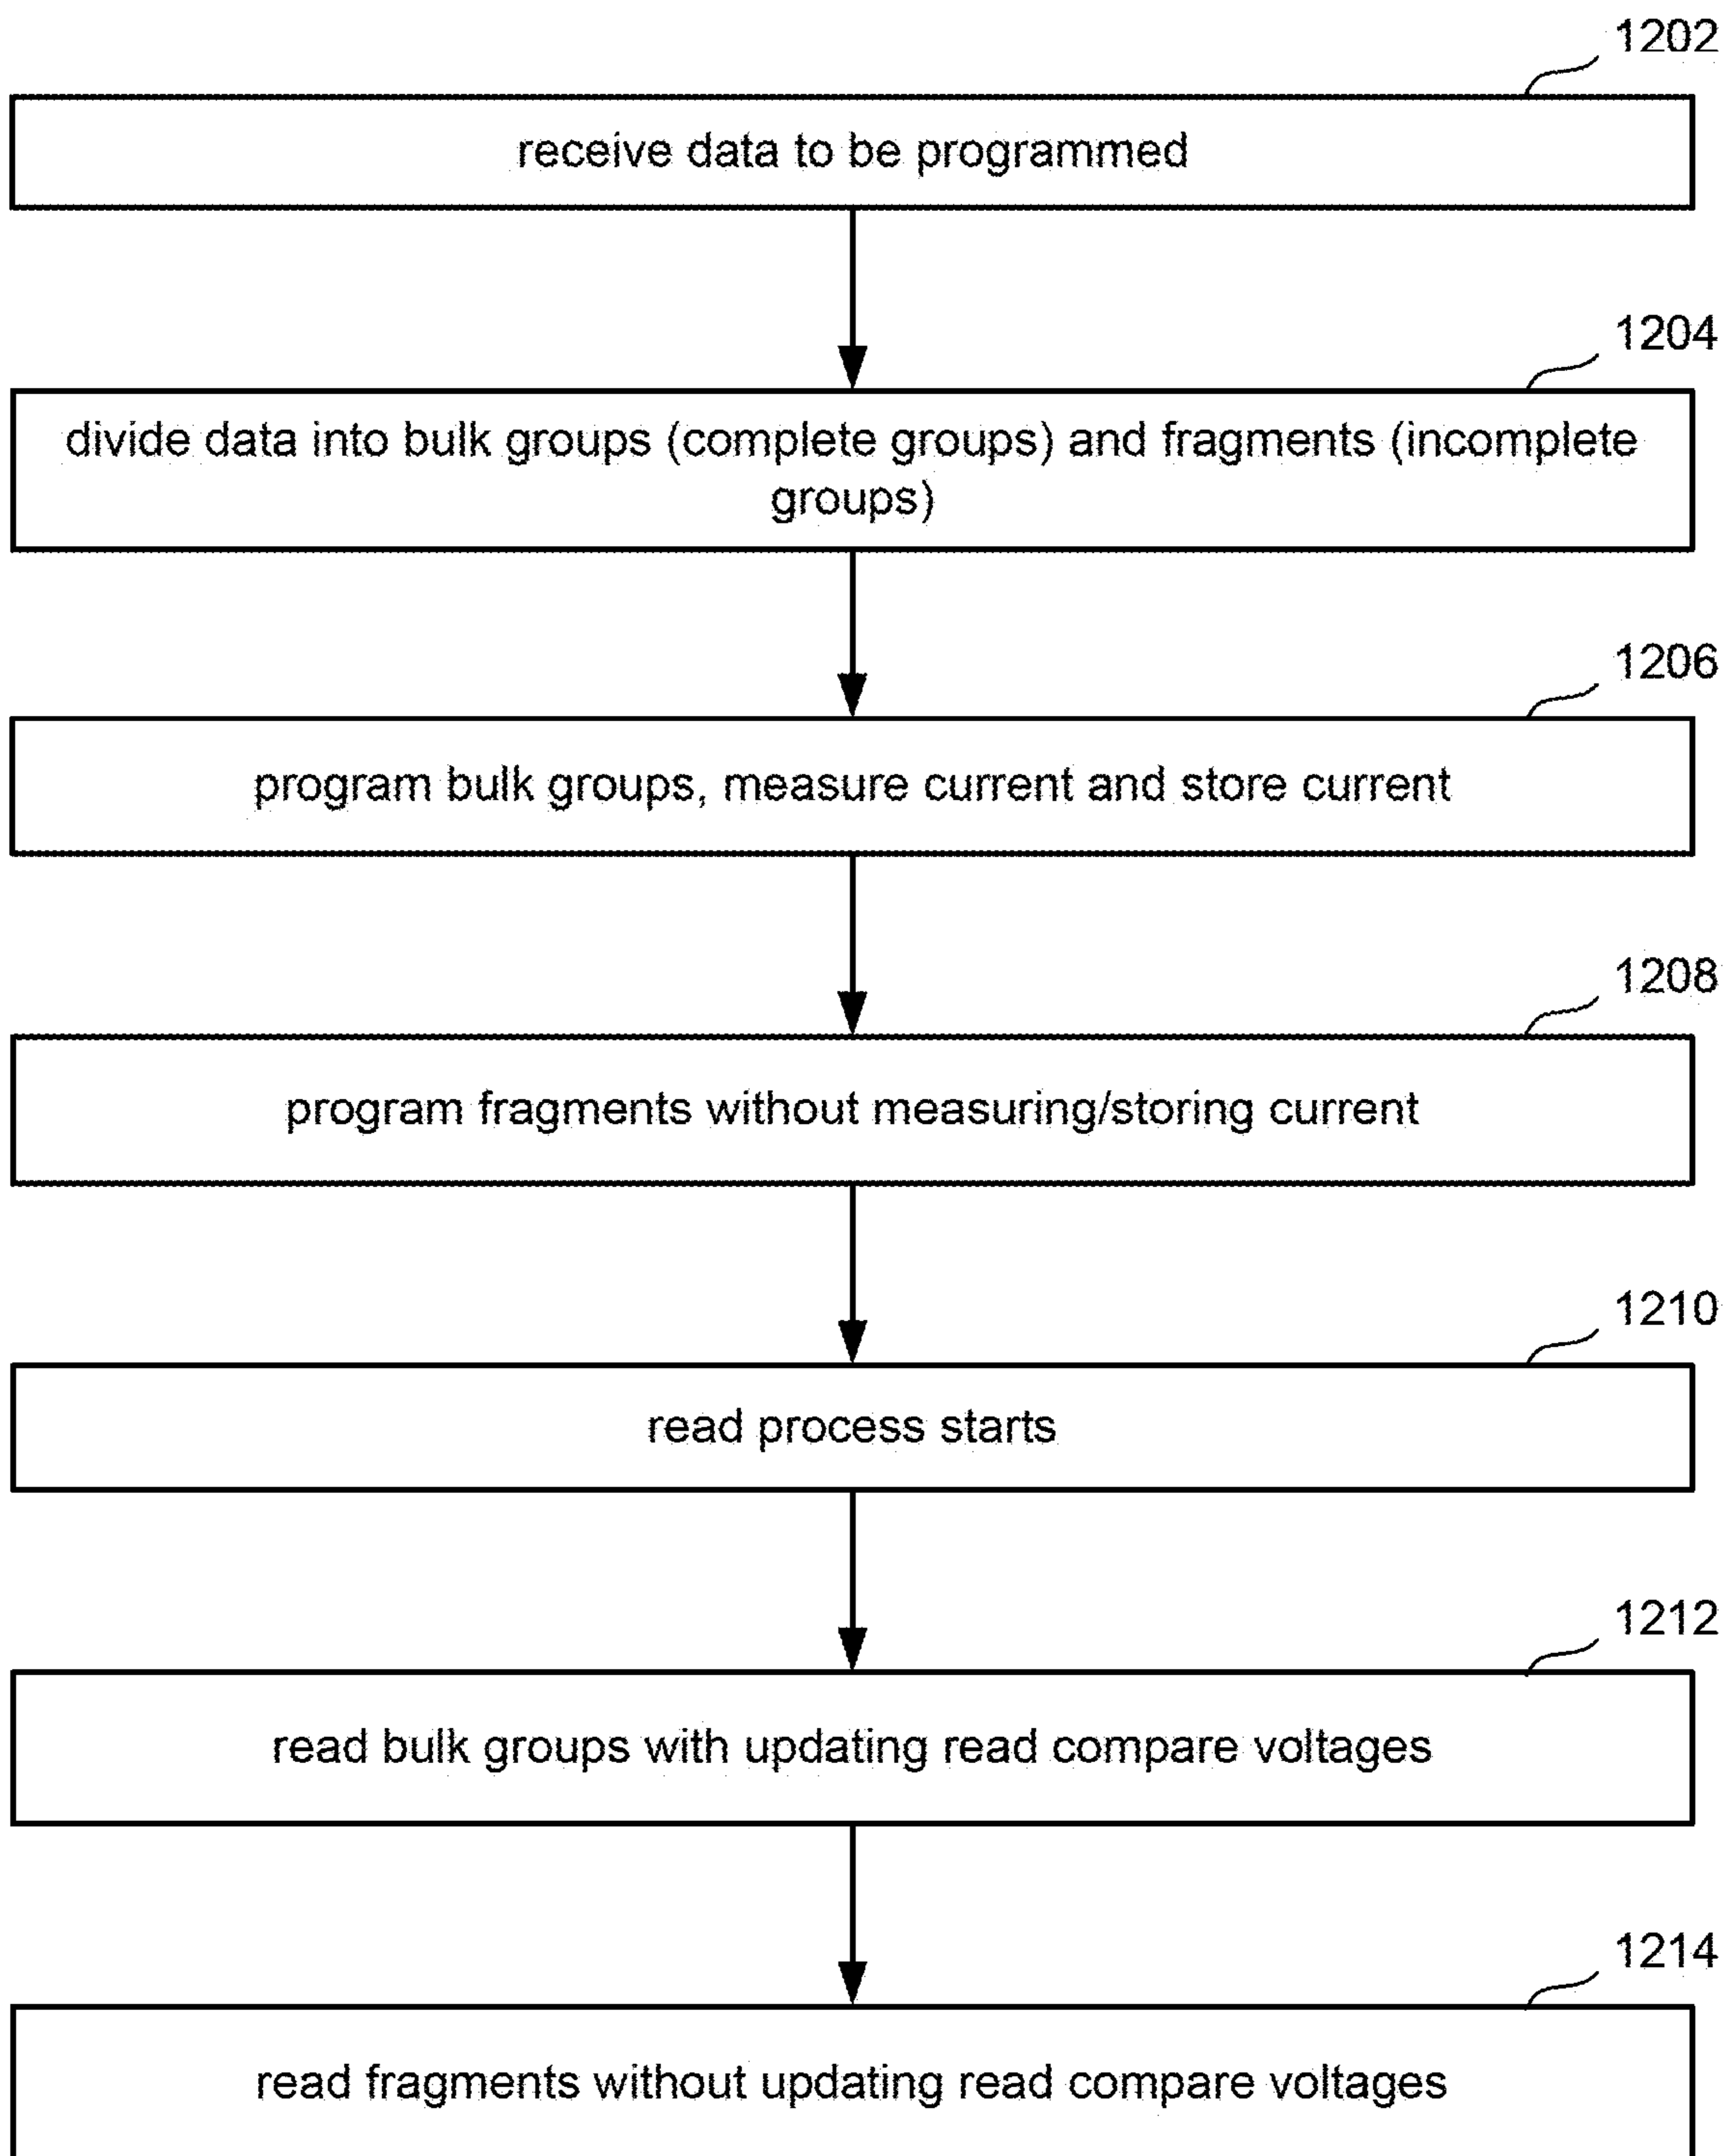 1202
receive data to be programmed
1204
divide data into bulk groups (complete groups) and fragments (incomplete
groups)
1206
program bulk groups, measure current and store current
1208
program fragments without measuring/storing current
1210
read process starts
1212
read bulk groups with updating read compare voltages
1214
read fragments without updating read compare voltages